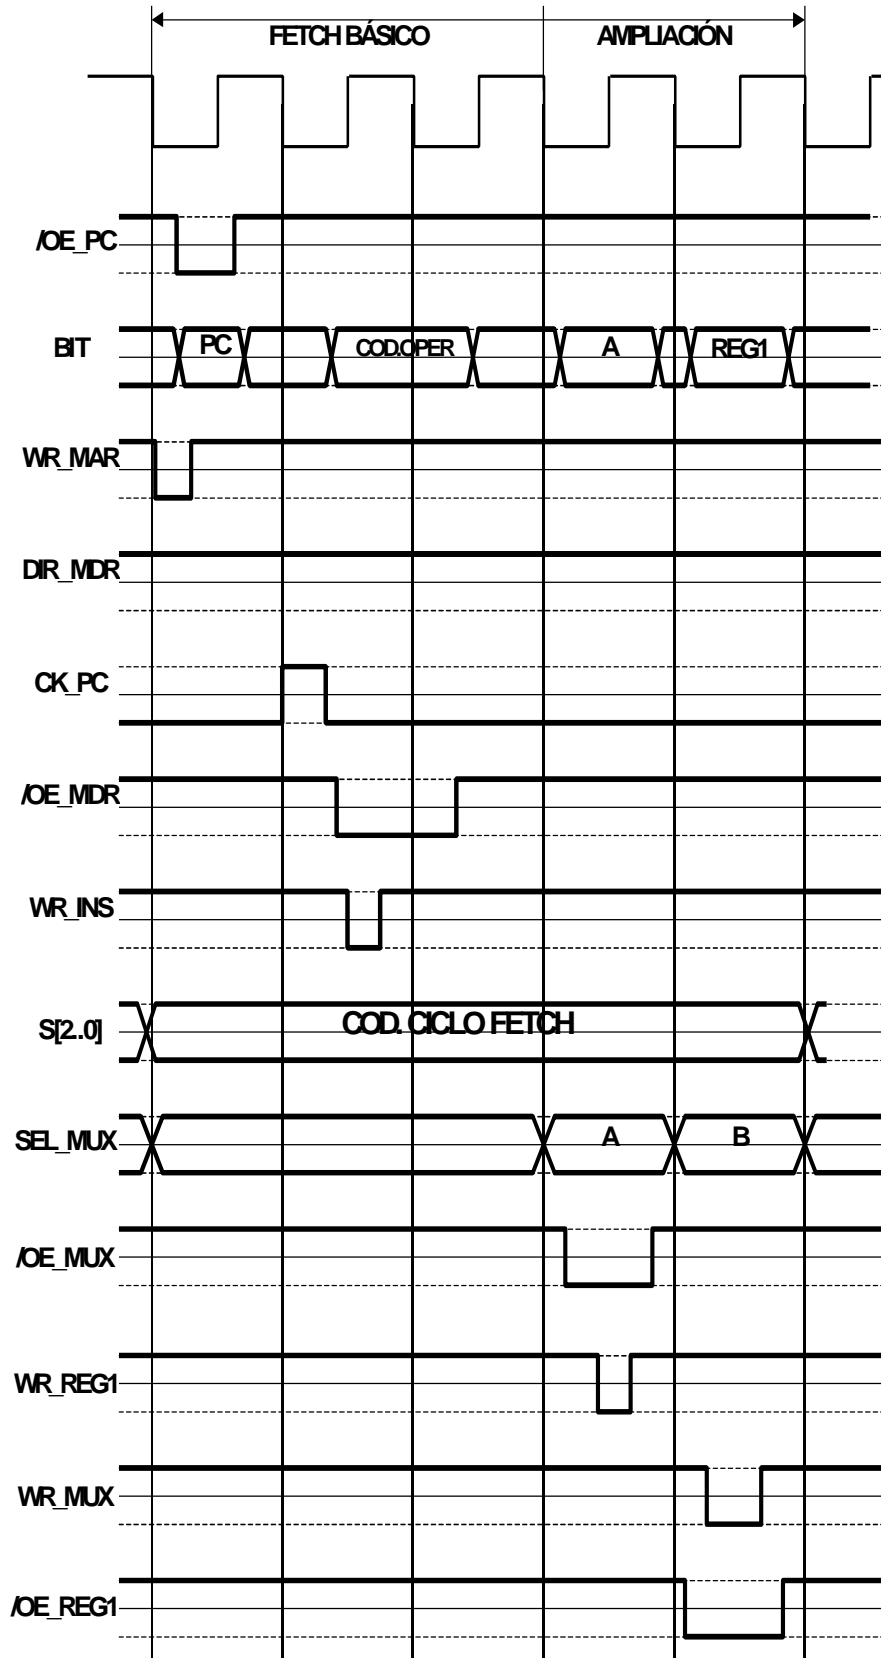 FETCH BÁSICO AMPLIACIÓN
/OE_PC
BIT PC COD.OPER A REG1
WR_MAR
DIR_MDR
CK_PC
/OE_MDR
WR_INS
S[2..0] COD. CICLO FETCH
SEL_MUX A B
/OE_MUX
WR_REG1
WR_MUX
/OE_REG1